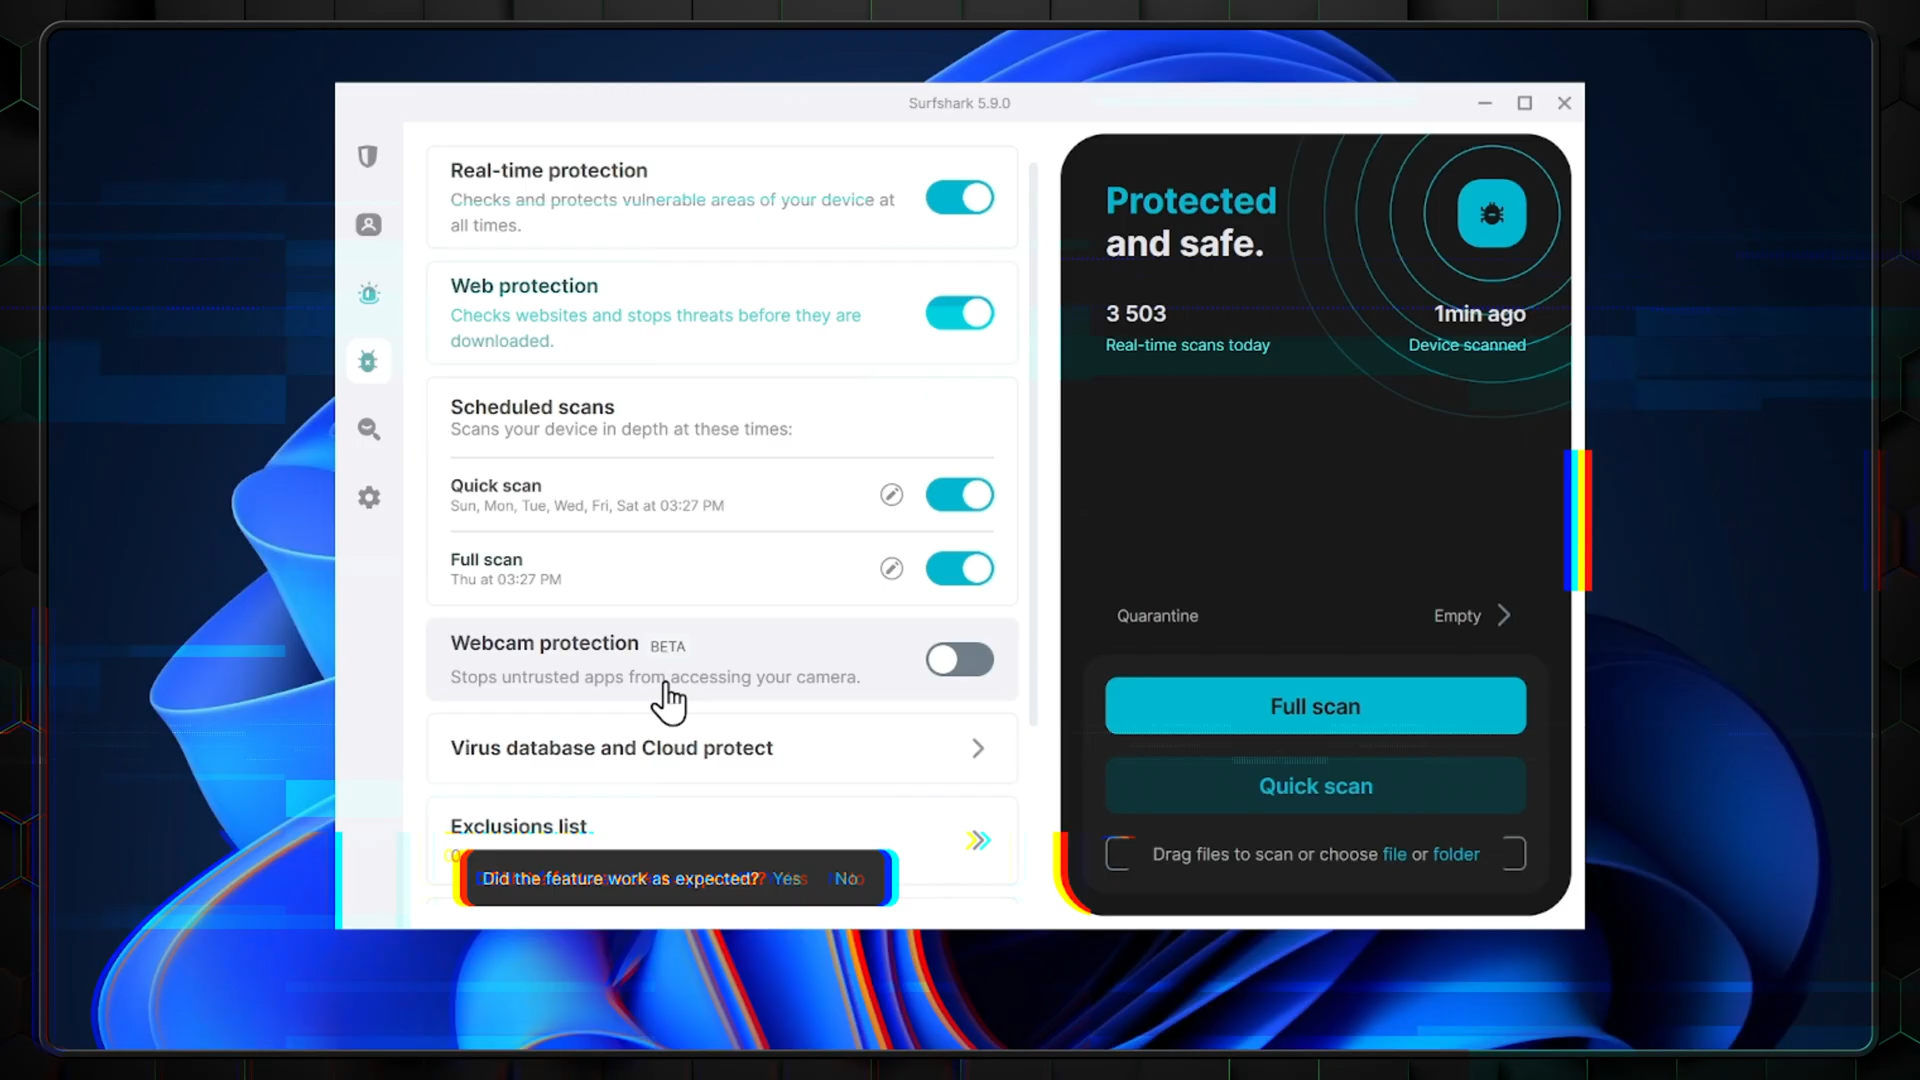 Surfshark 5.9.0
Real-time protection
Checks and protects vulnerable areas of your device at
all times.
Web protection
Checks websites and stops threats before they are
downloaded.
Scheduled scans
Scans your device in depth at these times:
Quick scan
Sun, Mon, Tue, Wed, Fri, Sat at 03:27 PM
Full scan
Thu at 03:27 PM
Webcam protection BETA
Stops untrusted apps from accessing your camera.
Virus database and Cloud protect
Exclusions list
Did the feature work as expected? Yes No
Protected
and safe.
3 503
Real-time scans today
1min ago
Device scanned
Quarantine
Empty
Full scan
Quick scan
Drag files to scan or choose file or folder